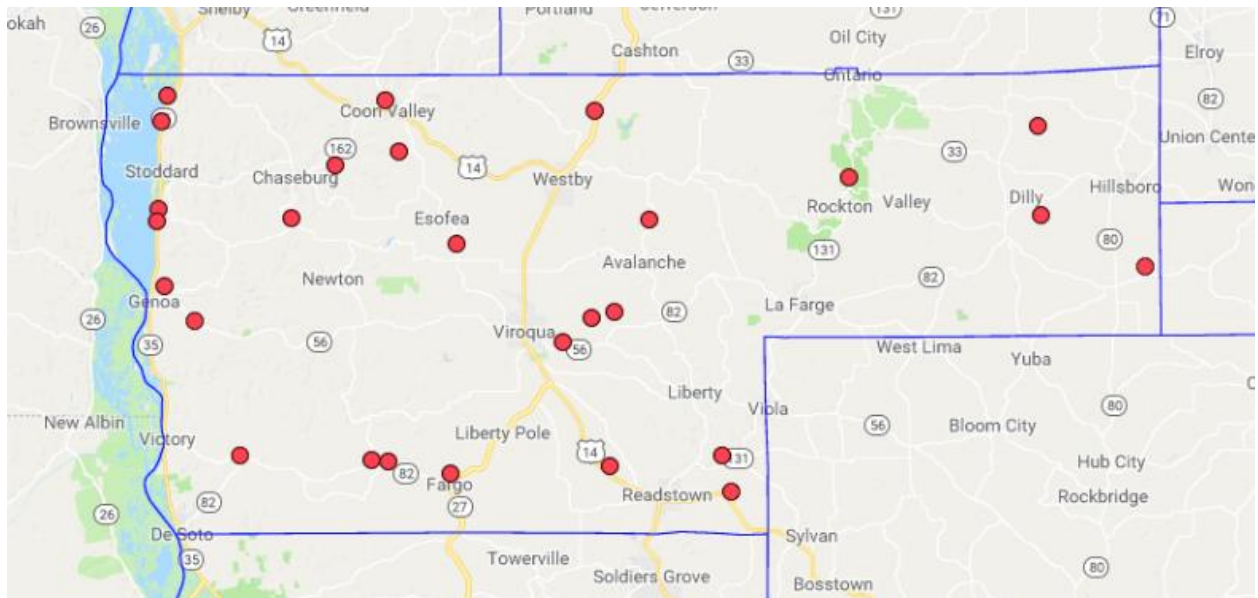 Shelby
Greenfield
Portland
Jefferson
131
71
26
14
Oil City
Elroy
Cashton
33
Ontario
82
Coon Valley
Brownsville
Union Cente
162
33
Stoddard
Chaseburg
14
Westby
Hillsboro
Dilly
Won
Rockton
Valley
Esofea
80
131
Avalanche
Newton
82
Genoa
La Farge
82
26
Viroqua
35
56
56
West Lima
Yuba
Liberty
Viola
80
New Albin
56
Bloom City
Victory
Liberty Pole
14
131
Hub City
82
Fargo
Readstown
Rockbridge
82
27
26
De Soto
Sylvan
35
Towerville
80
Soldiers Grove
Bosstown